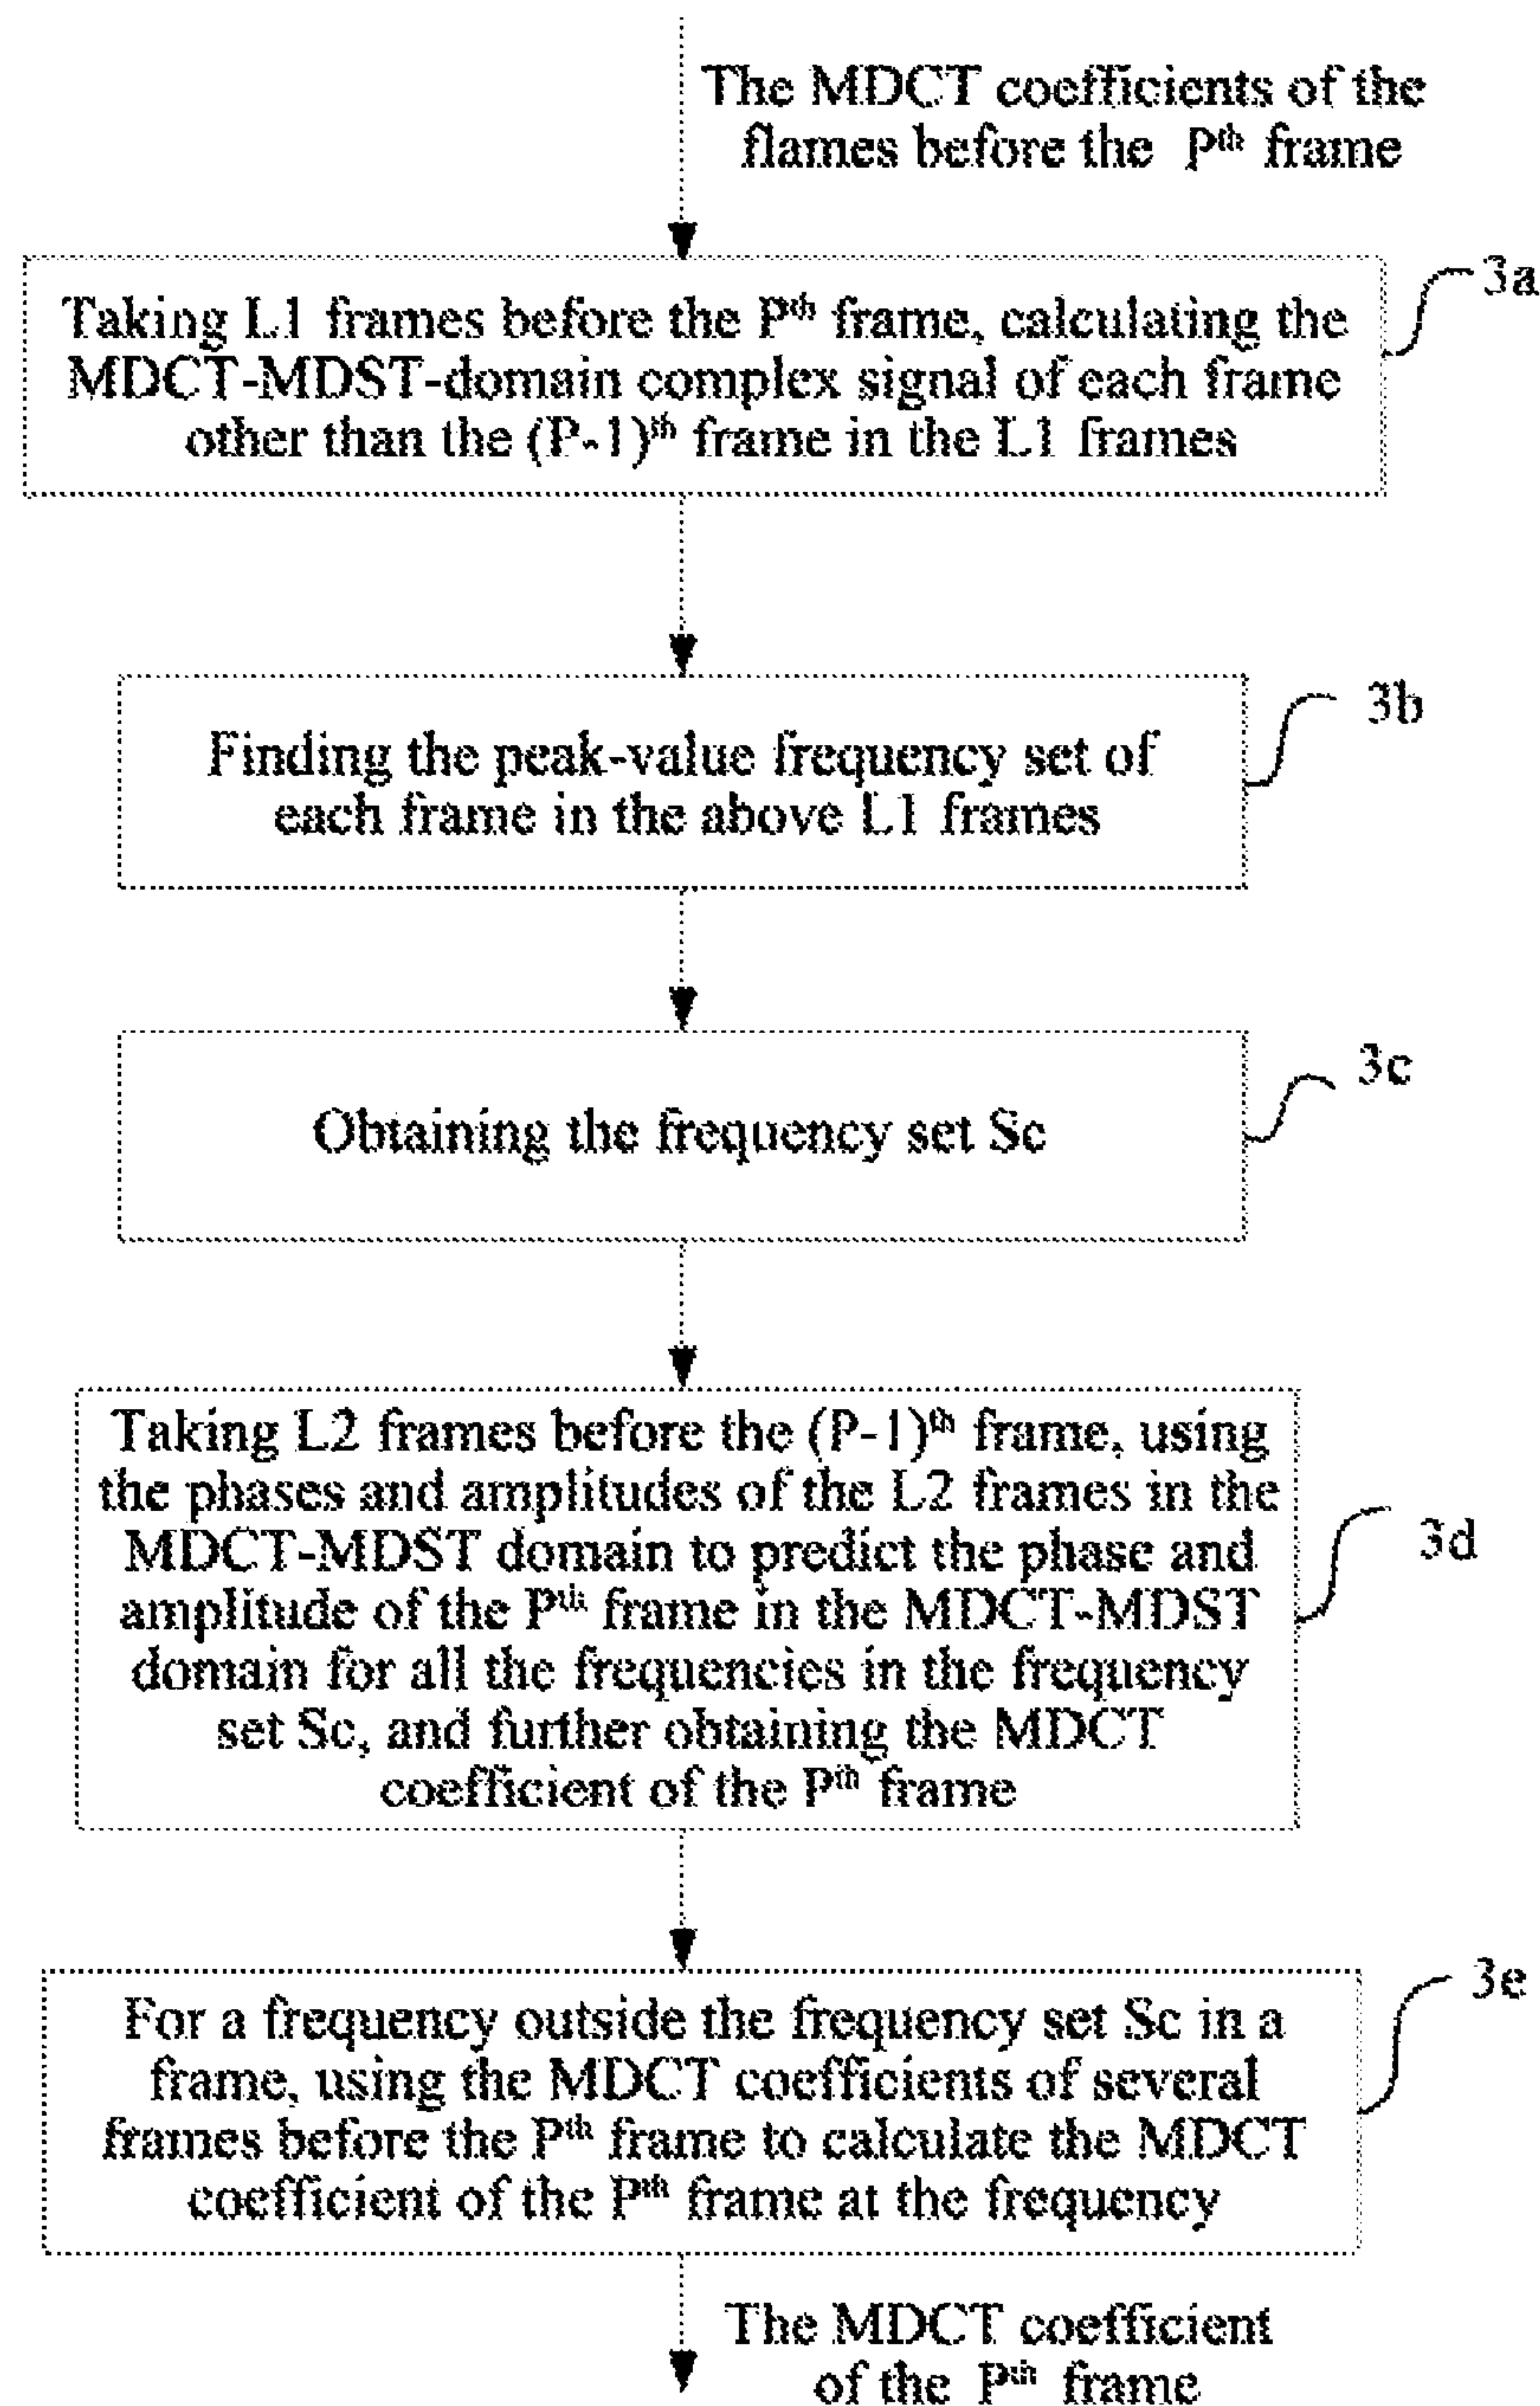 The MDCT coefficients of the
flames before the Pth frame
3a
Taking L1 frames before the Pth frame, calculating the
MDCT-MDST-domain complex signal of each frame
other than the (P-1)th frame in the L1 frames
3b
Finding the peak-value frequency set of
each frame in the above L1 frames
3c
Obtaining the frequency set Sc
Taking L2 frames before the (P-1)th frame, using
the phases and amplitudes of the L2 frames in the
MDCT-MDST domain to predict the phase and
3d
amplitude of the Pth frame in the MDCT-MDST
domain for all the frequencies in the frequency
set Sc, and further obtaining the MDCT
coefficient of the Pth frame
3e
For a frequency outside the frequency set Sc in a
frame, using the MDCT coefficients of several
frames before the Pth frame to calculate the MDCT
coefficient of the Pth frame at the frequency
The MDCT coefficient
of the Pth frame